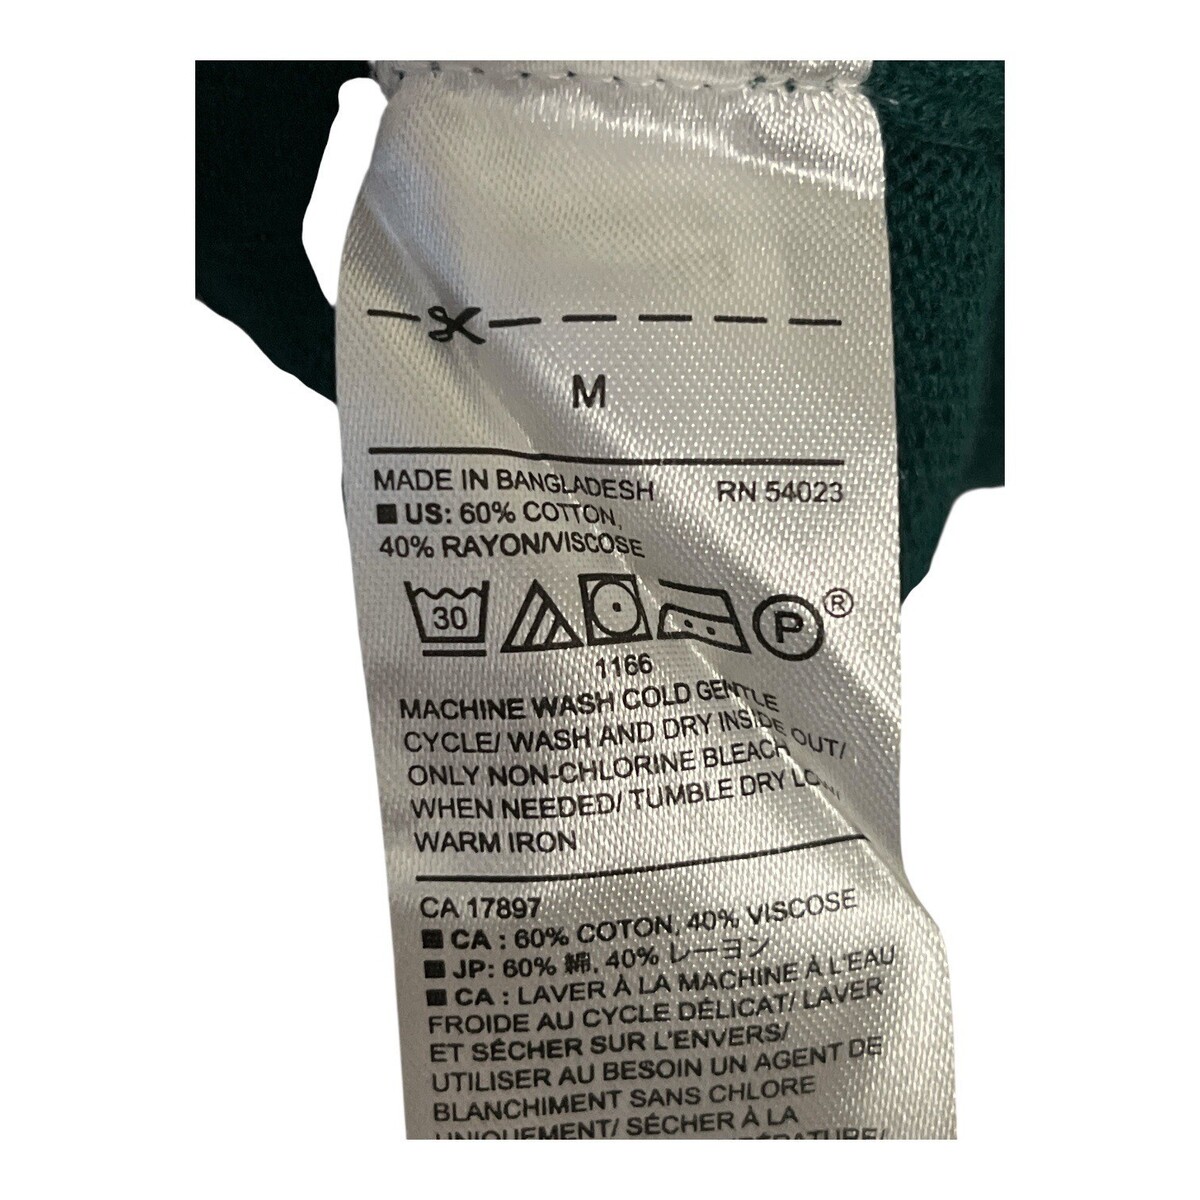 M
MADE IN BANGLADESH RN 54023
US: 60% COTTON,
40% RAYON/VISCOSE
30 P ®
1166
MACHINE WASH COLD GENTLE
CYCLE/ WASH AND DRY INSIDE OUT/
ONLY NON-CHLORINE BLEACH
WHEN NEEDED/ TUMBLE DRY
WARM IRON
CA 17897
CA : 60% COTON, 40% VISCOSE
JP: 60% 綿, 40% レーヨン
CA : LAVER À LA MACHINE À L'EAU
FROIDE AU CYCLE DÉLICAT/ LAVER
ET SÉCHER SUR L'ENVERS/
UTILISER AU BESOIN UN AGENT DE
BLANCHIMENT SANS CHLORE
UNIQUEMENT/ SÉCHER À LA